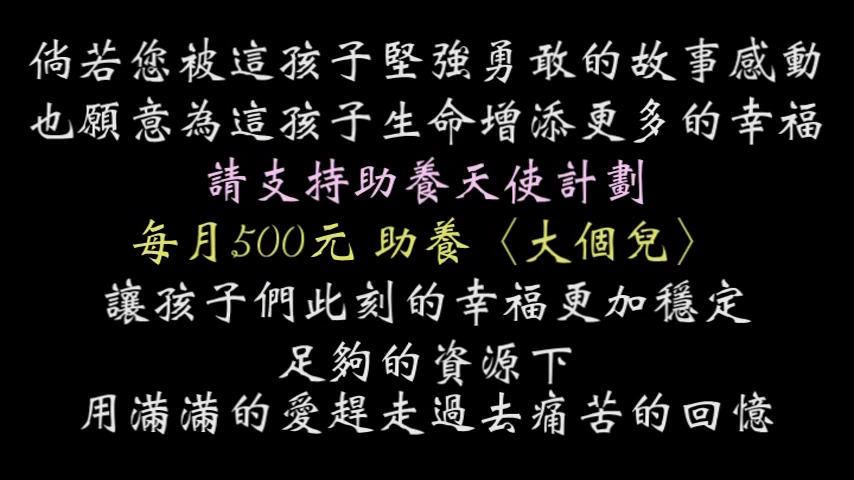 倘若您被這孩子堅強勇敢的故事感動
也願意為這孩子生命增添更多的幸福
請支持助養天使計劃
每月500元 助養〈大個兒〉
讓孩子們此刻的幸福更加穩定
足夠的資源下
用滿滿的愛趕走過去痛苦的回憶